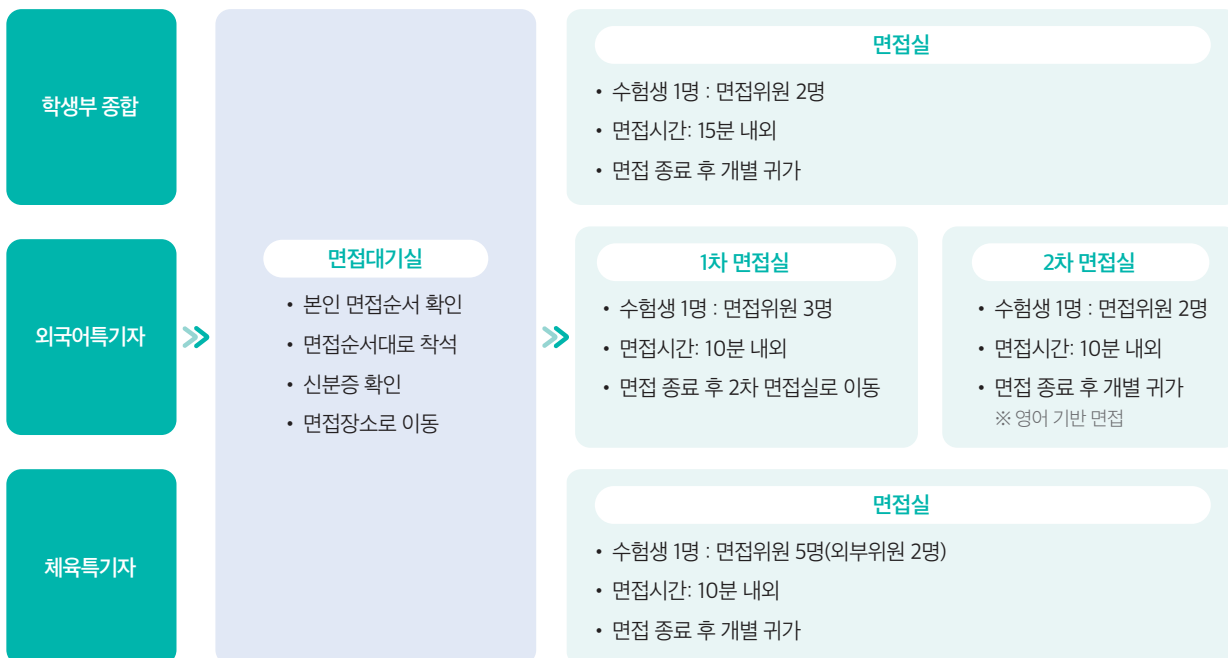 학생부 종합
외국어특기자
체육특기자
면접대기실
• 본인 면접순서 확인
• 면접순서대로 착석
• 신분증 확인
• 면접장소로 이동
면접실
• 수험생 1명 : 면접위원 2명
• 면접시간: 15분 내외
• 면접 종료 후 개별 귀가
1차 면접실
• 수험생 1명 : 면접위원 3명
• 면접시간: 10분 내외
• 면접 종료 후 2차 면접실로 이동
2차 면접실
• 수험생 1명 : 면접위원 2명
• 면접시간: 10분 내외
• 면접 종료 후 개별 귀가
※ 영어 기반 면접
면접실
• 수험생 1명 : 면접위원 5명(외부위원 2명)
• 면접시간: 10분 내외
• 면접 종료 후 개별 귀가